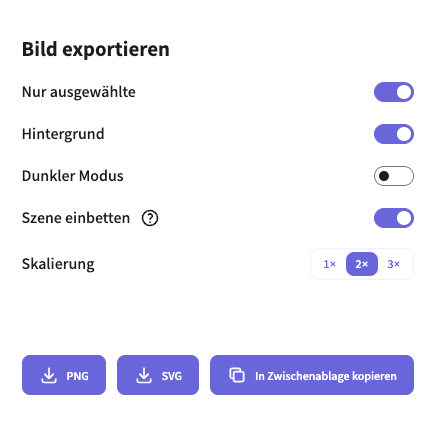 Bild exportieren
Nur ausgewählte
Hintergrund
Dunkler Modus
Szene einbetten ?
Skalierung 1× 2× 3×
PNG SVG In Zwischenablage kopieren